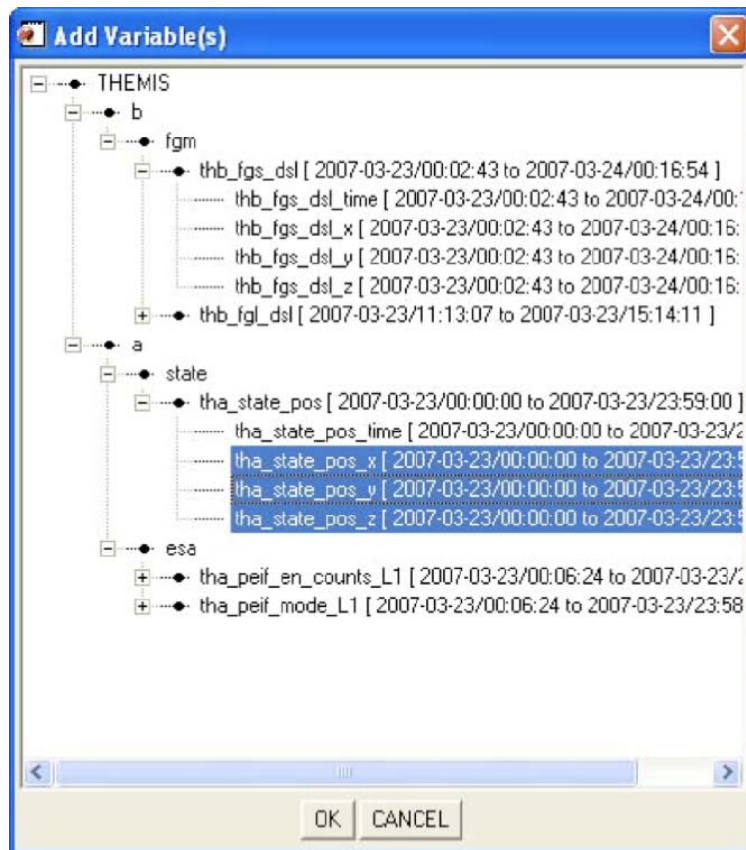 Add Variable(s)
THEMIS
b
fgm
thb_fgs_dsl [ 2007-03-23/00:02:43 to 2007-03-24/00:16:54 ]
thb_fgs_dsl_time [ 2007-03-23/00:02:43 to 2007-03-24/00:
thb_fgs_dsl_x [ 2007-03-23/00:02:43 to 2007-03-24/00:16:
thb_fgs_dsl_y [ 2007-03-23/00:02:43 to 2007-03-24/00:16:
thb_fgs_dsl_z [ 2007-03-23/00:02:43 to 2007-03-24/00:16:
thb_fgl_dsl [ 2007-03-23/11:13:07 to 2007-03-23/15:14:11 ]
a
state
tha_state_pos [ 2007-03-23/00:00:00 to 2007-03-23/23:59:00 ]
tha_state_pos_time [ 2007-03-23/00:00:00 to 2007-03-23/2
tha_state_pos_x [ 2007-03-23/00:00:00 to 2007-03-23/23:5
tha_state_pos_y [ 2007-03-23/00:00:00 to 2007-03-23/23:5
tha_state_pos_z [ 2007-03-23/00:00:00 to 2007-03-23/23:5
esa
tha_peif_en_counts_L1 [ 2007-03-23/00:06:24 to 2007-03-23/2
tha_peif_mode_L1 [ 2007-03-23/00:06:24 to 2007-03-23/23:58
OK CANCEL